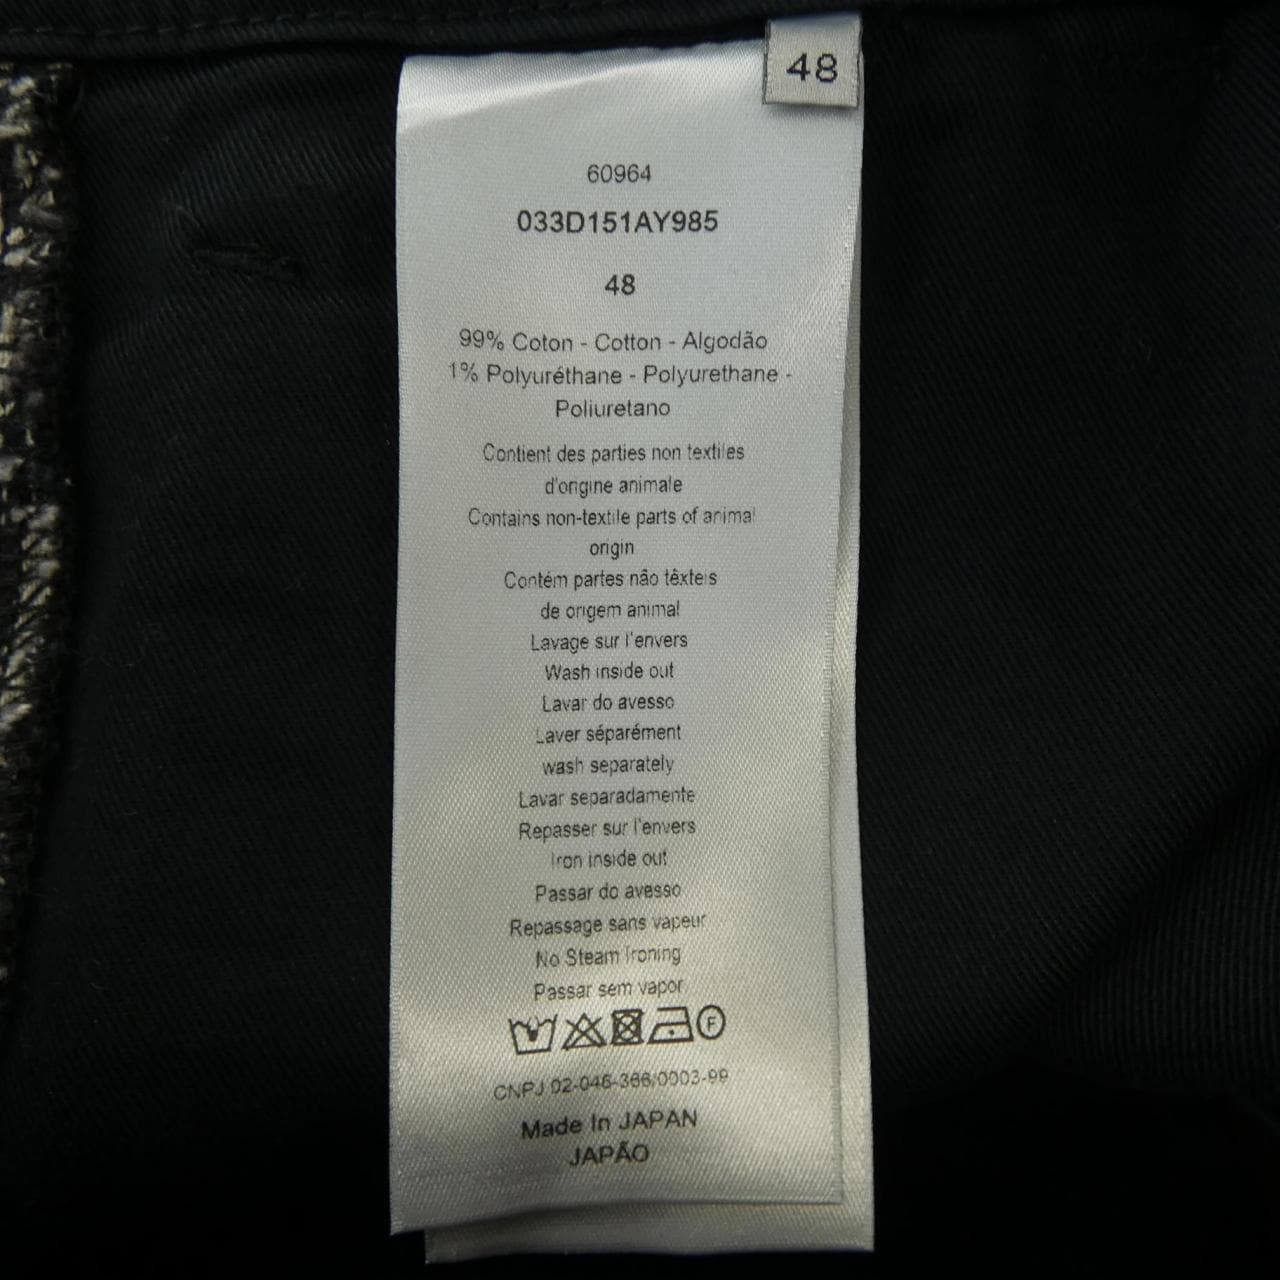 48
60964
033D151AY985
48
99% Coton - Cotton - Algodão
1% Polyuréthane - Polyurethane -
Poliuretano
Contient des parties non textiles
d'origine animale
Contains non-textile parts of animal
origin
Contém partes não têxteis
de origem animal
Lavage sur l'envers
Wash inside out
Lavar do avesso
Laver séparément
wash separately
Lavar separadamente
Repasser sur l'envers
Iron inside out
Passar do avesso
Repassage sans vapeur
No Steam Ironing
Passar sem vapor
F
CNPJ 02-046-366/0003-99
Made In JAPAN
JAPÃO